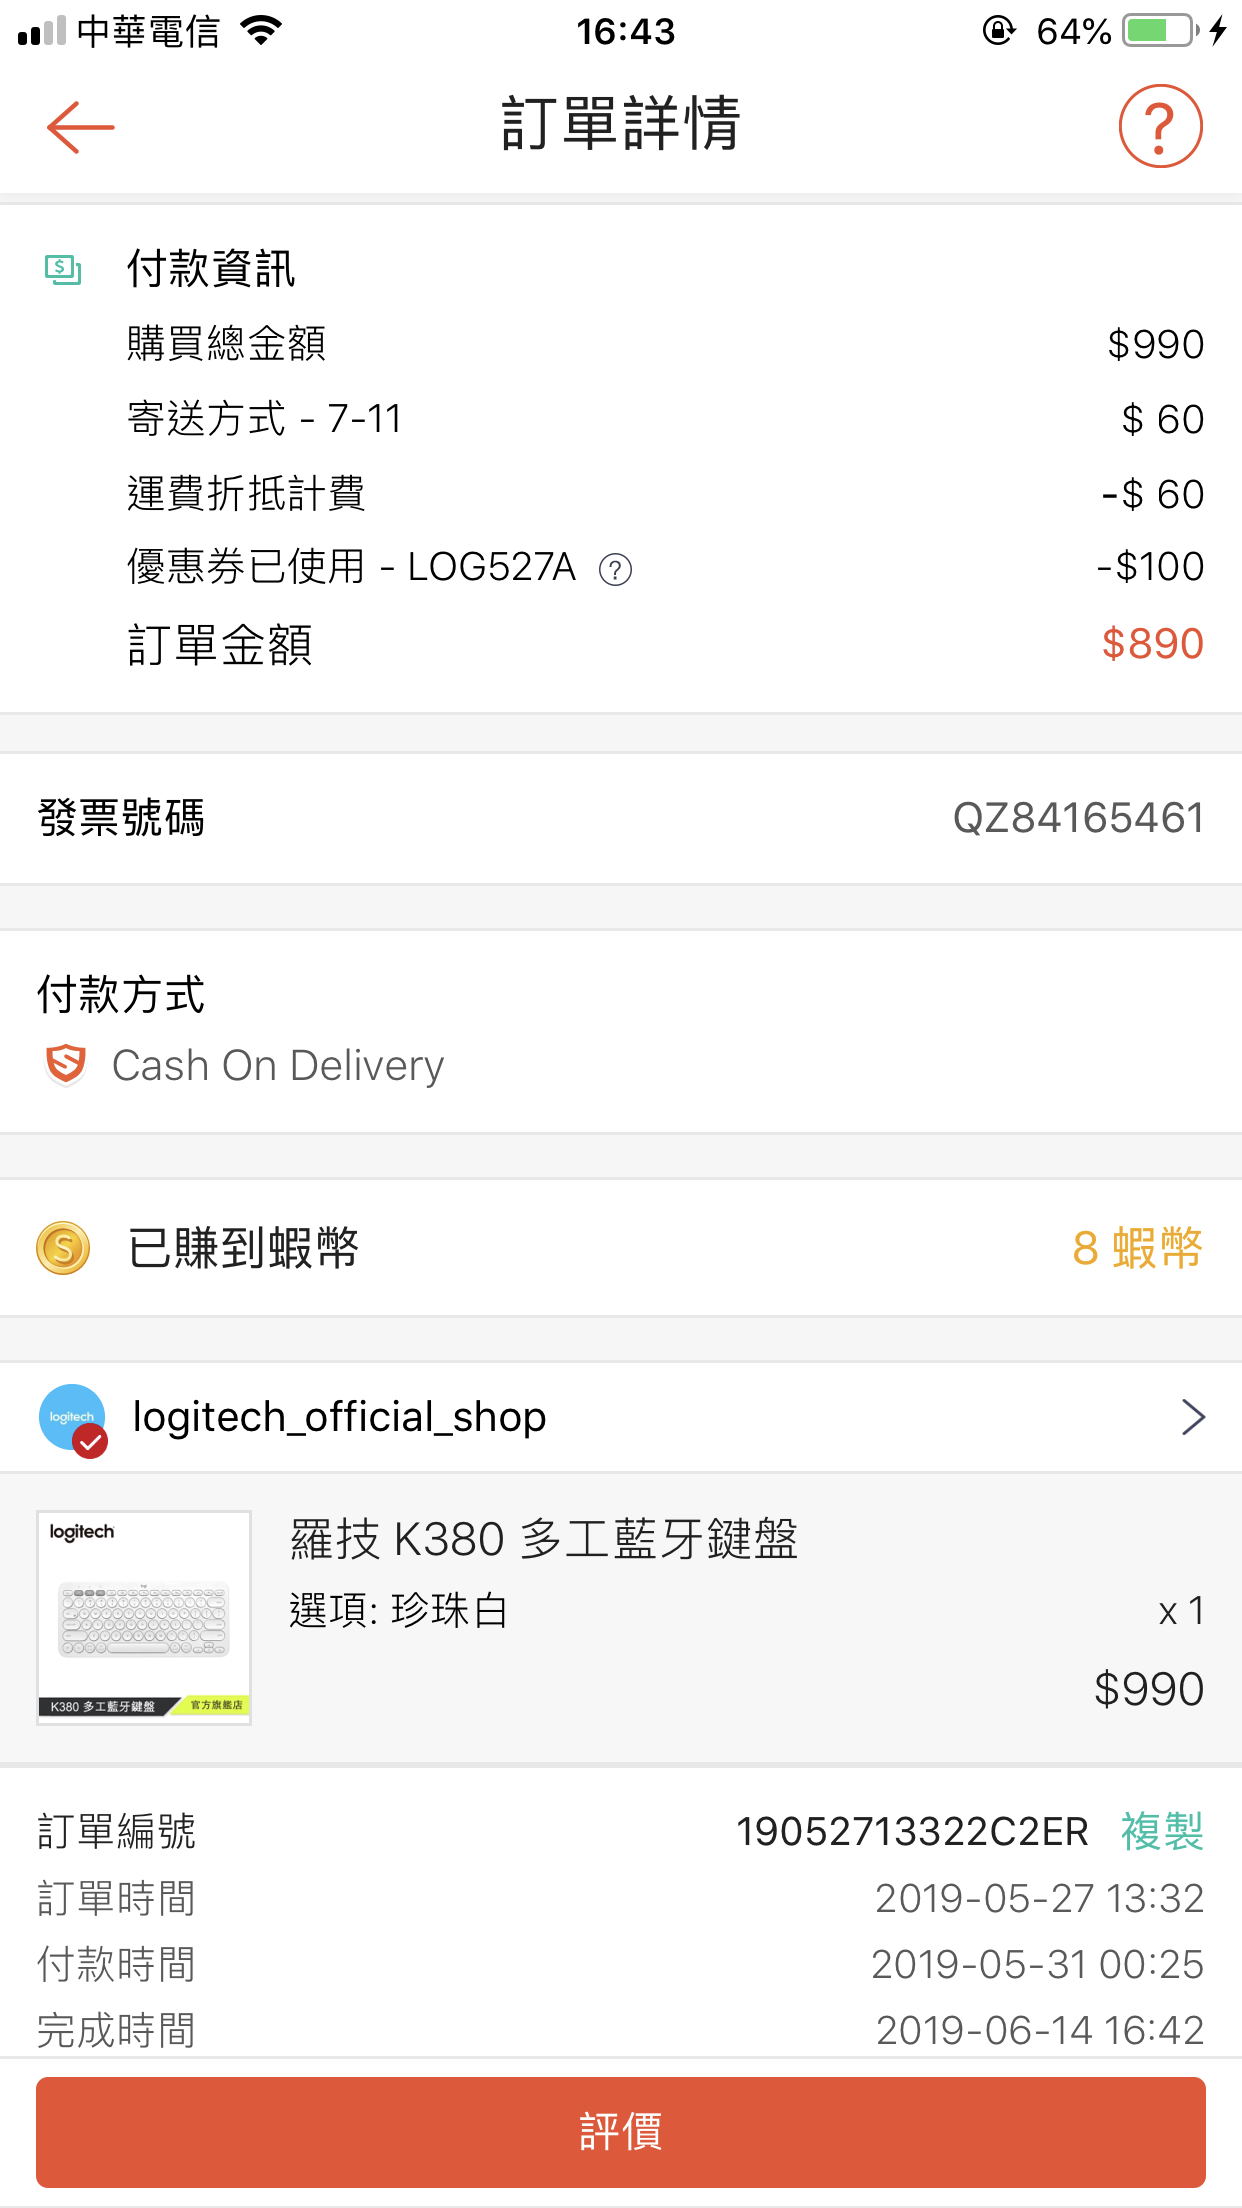 中華電信 16:43 64%
訂單詳情
付款資訊
購買總金額 $990
寄送方式 - 7-11 $ 60
運費折抵計費 -$ 60
優惠券已使用 - LOG527A ? -$100
訂單金額 $890
發票號碼 QZ84165461
付款方式
Cash On Delivery
已賺到蝦幣 8 蝦幣
logitech
logitech_official_shop
logitech
K380 多工藍牙鍵盤 官方旗艦店
羅技 K380 多工藍牙鍵盤
選項: 珍珠白 x 1
$990
訂單編號 19052713322C2ER 複製
訂單時間 2019-05-27 13:32
付款時間 2019-05-31 00:25
完成時間 2019-06-14 16:42
評價